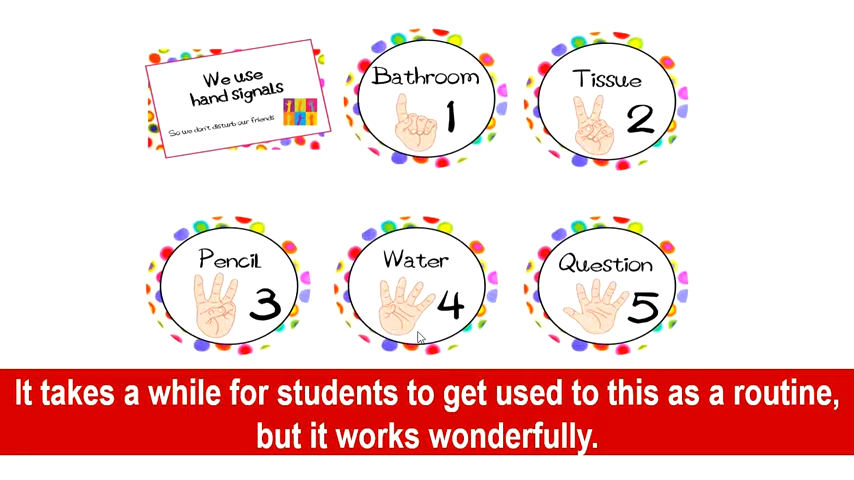 We use
hand signals
So we don't disturb our friends
Bathroom
1
Tissue
2
Pencil
3
Water
4
Question
5
It takes a while for students to get used to this as a routine,
but it works wonderfully.